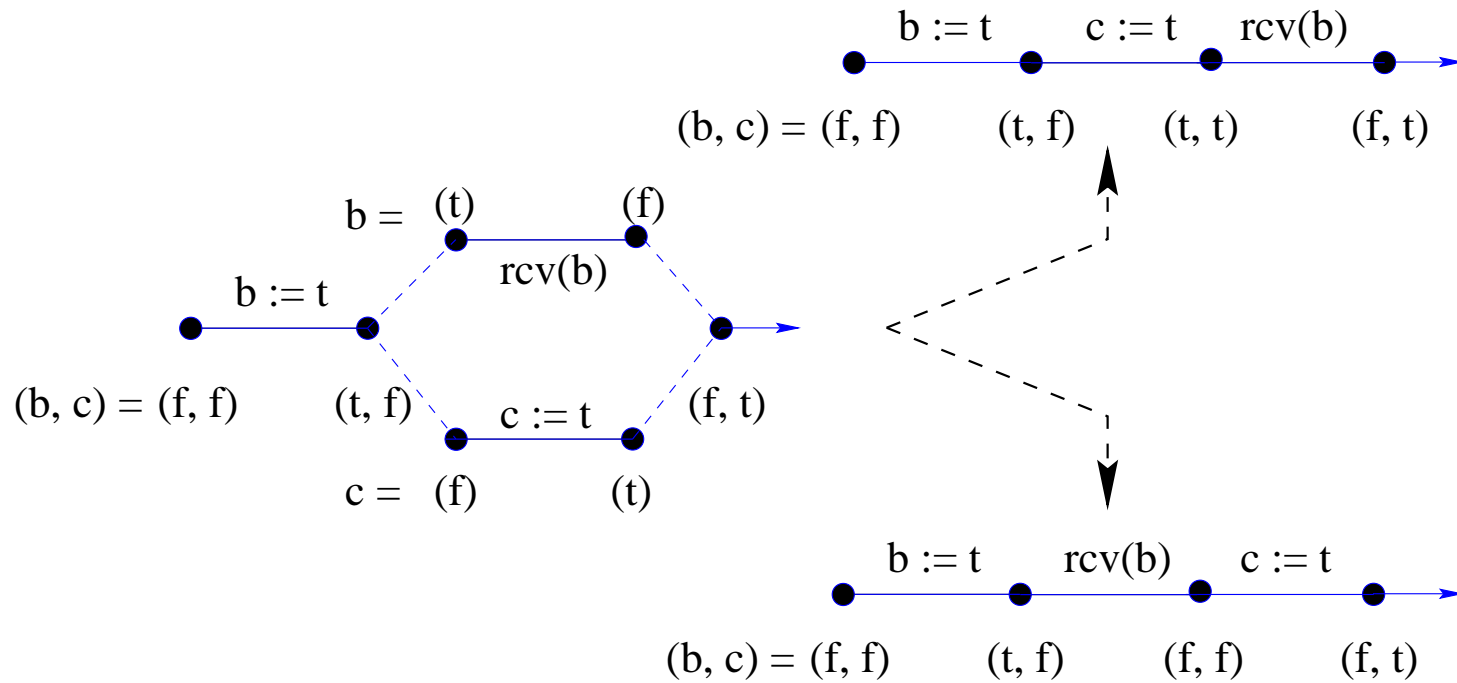 b := t c := t rcv(b)
(b, c) = (f, f) (t, f) (t, t) (f, t)
b = (t) (f)
rcv(b)
b := t
(b, c) = (f, f) (t, f) (f, t)
c := t
c = (f) (t)
b := t rcv(b) c := t
(b, c) = (f, f) (t, f) (f, f) (f, t)